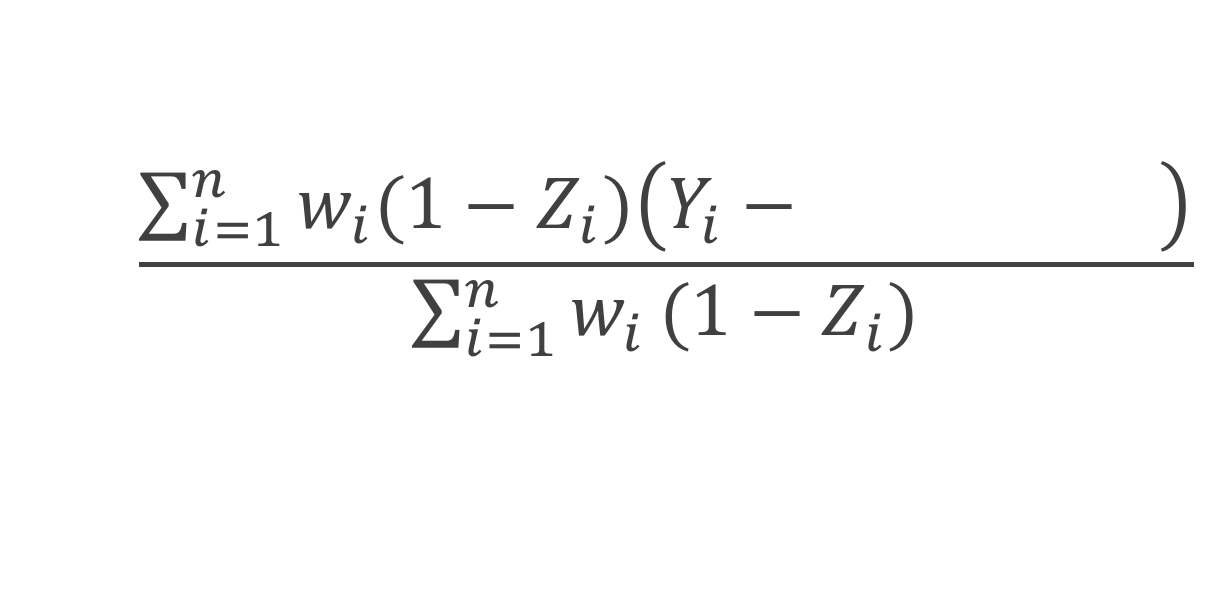 ∑ⁿᵢ₌₁ wᵢ(1 − Zᵢ)(Yᵢ − )
∑ⁿᵢ₌₁ wᵢ (1 − Zᵢ)